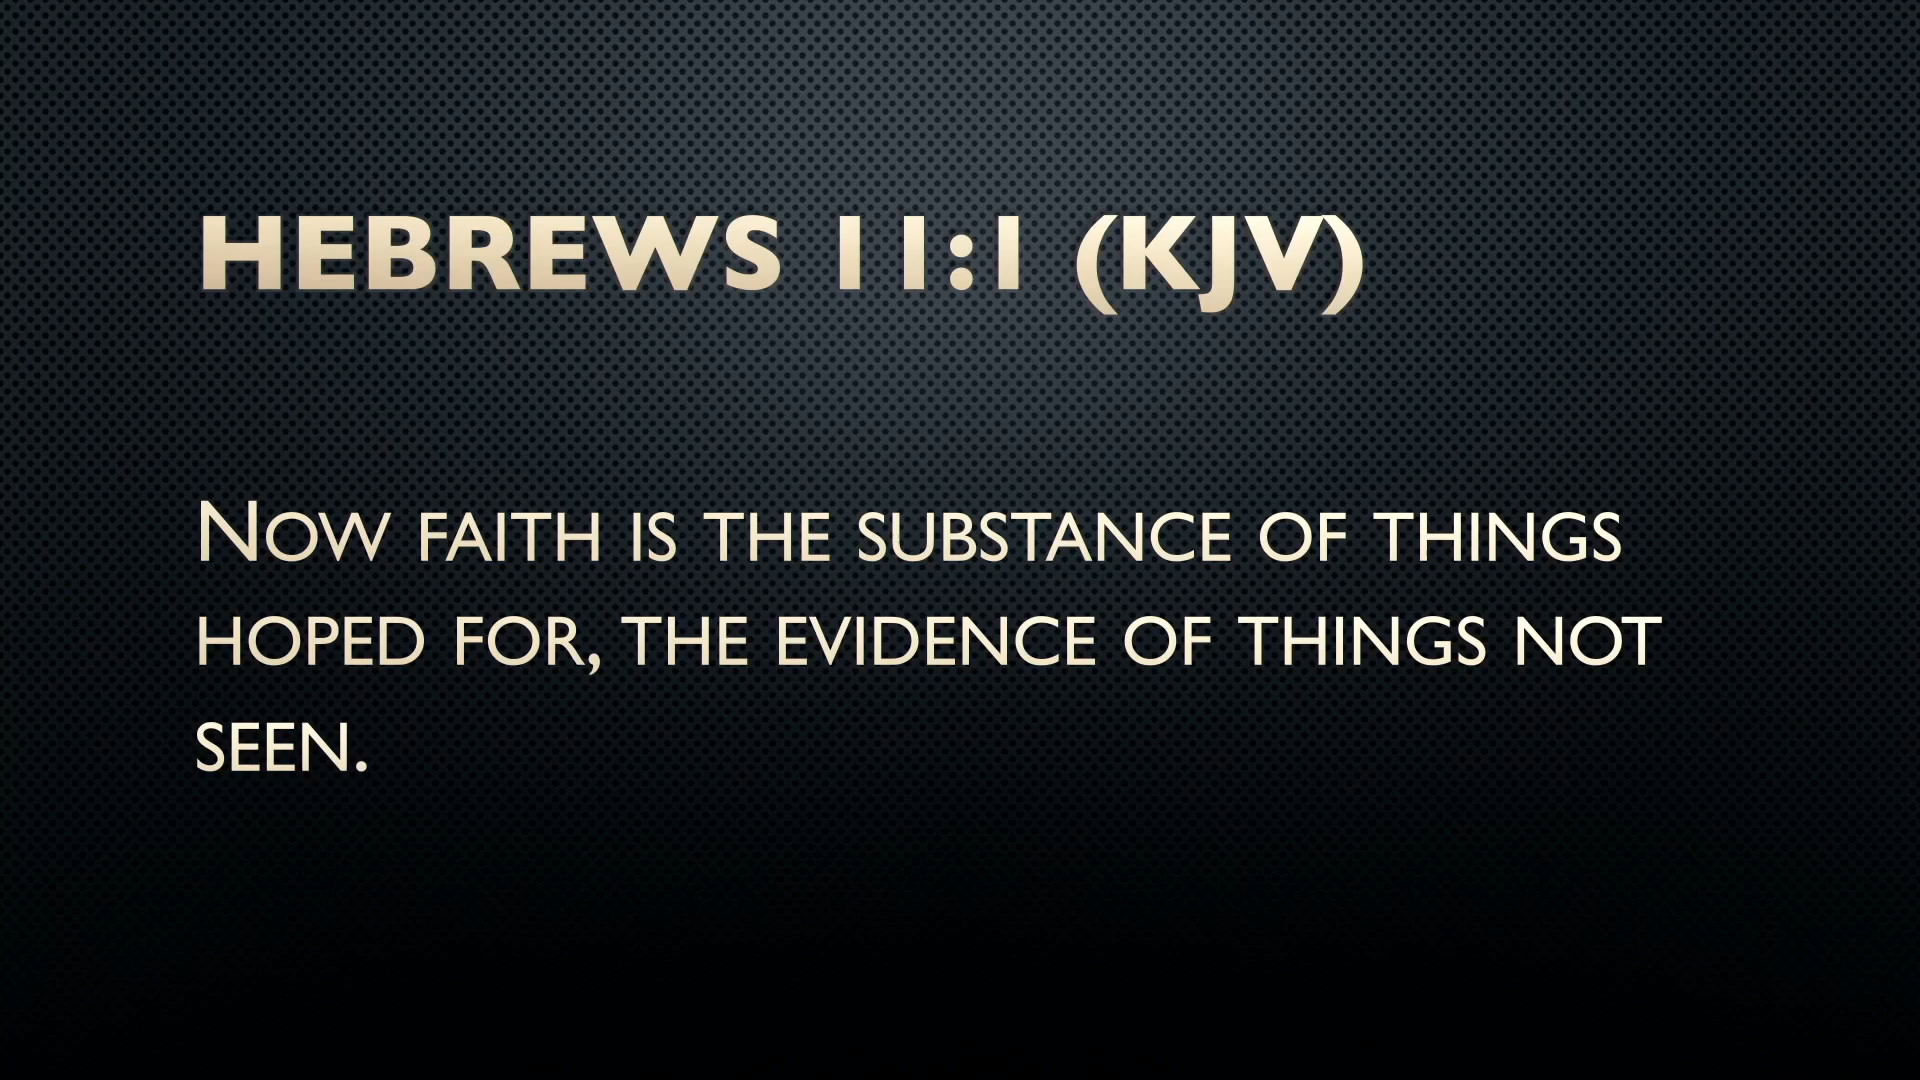 HEBREWS 11:1 (KJV)
NOW FAITH IS THE SUBSTANCE OF THINGS
HOPED FOR, THE EVIDENCE OF THINGS NOT
SEEN.